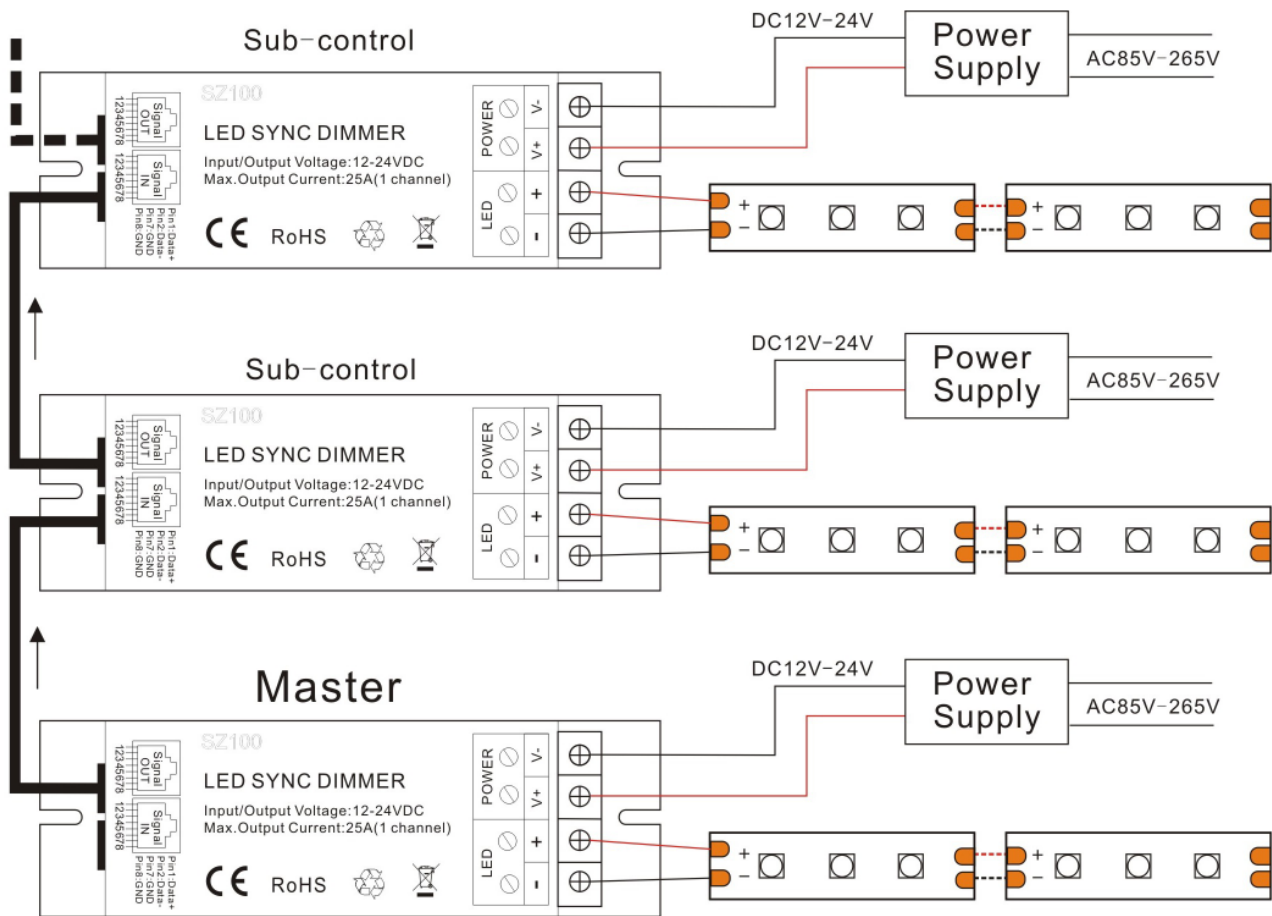 Sub-control
DC12V-24V
Power
Supply
AC85V-265V
SZ100
12345678
Signal
OUT
12345678
Signal
IN
Pin1:Data+
Pin2:Data-
Pin7:GND
Pin8:GND
LED SYNC DIMMER
Input/Output Voltage:12-24VDC
Max.Output Current:25A(1 channel)
CE RoHS
POWER
V-
V+
LED
+
-
+
-
+
-
Sub-control
DC12V-24V
Power
Supply
AC85V-265V
SZ100
12345678
Signal
OUT
12345678
Signal
IN
Pin1:Data+
Pin2:Data-
Pin7:GND
Pin8:GND
LED SYNC DIMMER
Input/Output Voltage:12-24VDC
Max.Output Current:25A(1 channel)
CE RoHS
POWER
V-
V+
LED
+
-
+
-
+
-
Master
DC12V-24V
Power
Supply
AC85V-265V
SZ100
12345678
Signal
OUT
12345678
Signal
IN
Pin1:Data+
Pin2:Data-
Pin7:GND
Pin8:GND
LED SYNC DIMMER
Input/Output Voltage:12-24VDC
Max.Output Current:25A(1 channel)
CE RoHS
POWER
V-
V+
LED
+
-
+
-
+
-